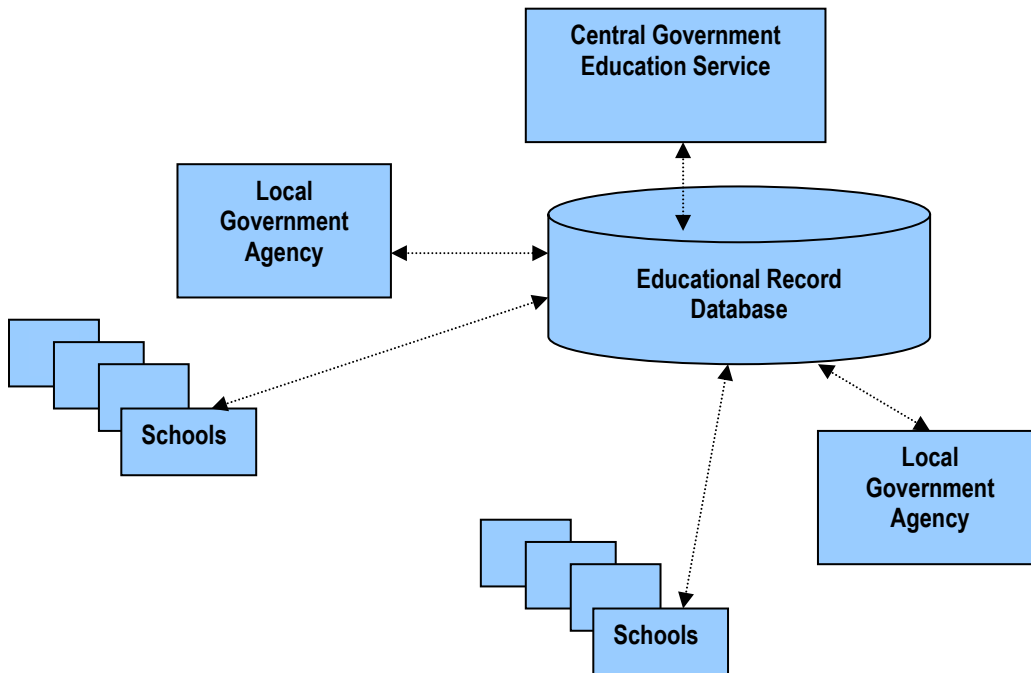 Central Government
Education Service
Local
Government
Agency
Educational Record
Database
Schools
Local
Government
Agency
Schools